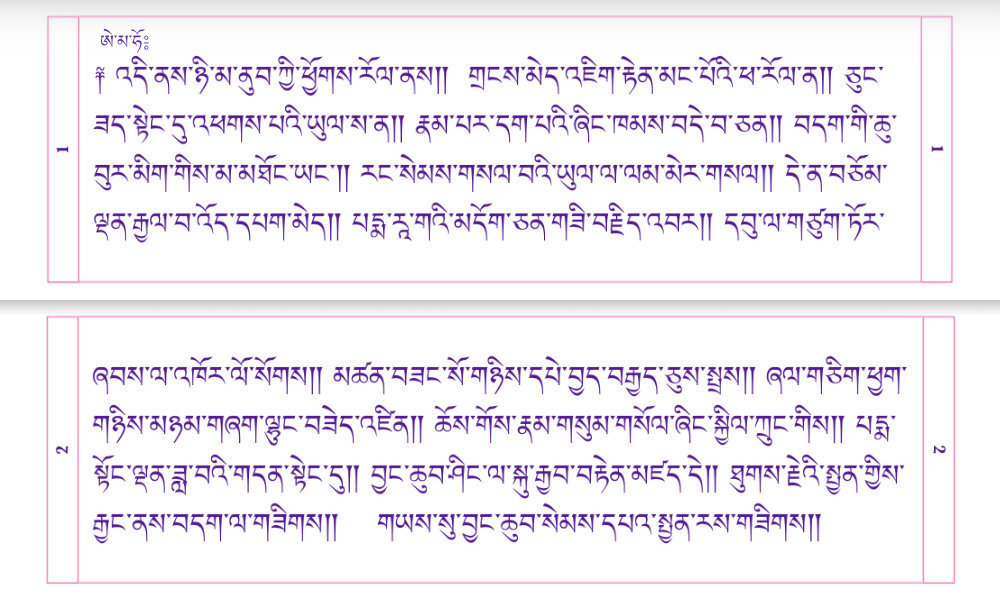 ཨེ་མ་ཧོ༔
༈ འདི་ནས་ཉི་མ་ནུབ་ཀྱི་ཕྱོགས་རོལ་ནས།། གྲངས་མེད་འཇིག་རྟེན་མང་པོའི་ཕ་རོལ་ན།། ཅུང་
ཟད་སྟེང་དུ་འཕགས་པའི་ཡུལ་ས་ན།། རྣམ་པར་དག་པའི་ཞིང་ཁམས་བདེ་བ་ཅན།། བདག་གི་ཆུ་
བུར་མིག་གིས་མ་མཐོང་ཡང་།། རང་སེམས་གསལ་བའི་ཡུལ་ལ་ལམ་མེར་གསལ།། དེ་ན་བཅོམ་
ལྡན་རྒྱལ་བ་འོད་དཔག་མེད།། པདྨ་རཱ་གའི་མདོག་ཅན་གཟི་བརྗིད་འབར།། དབུ་ལ་གཙུག་ཏོར་
1
1
ཞབས་ལ་འཁོར་ལོ་སོགས།། མཚན་བཟང་སོ་གཉིས་དཔེ་བྱད་བརྒྱད་ཅུས་སྤྲས།། ཞལ་གཅིག་ཕྱག་
གཉིས་མཉམ་གཞག་ལྷུང་བཟེད་འཛིན།། ཆོས་གོས་རྣམ་གསུམ་གསོལ་ཞིང་སྐྱིལ་ཀྲུང་གིས།། པདྨ་
སྟོང་ལྡན་ཟླ་བའི་གདན་སྟེང་དུ།། བྱང་ཆུབ་ཤིང་ལ་སྐུ་རྒྱབ་བརྟེན་མཛད་དེ།། ཐུགས་རྗེའི་སྤྱན་གྱིས་
རྒྱང་ནས་བདག་ལ་གཟིགས།། གཡས་སུ་བྱང་ཆུབ་སེམས་དཔའ་སྤྱན་རས་གཟིགས།།
2
2